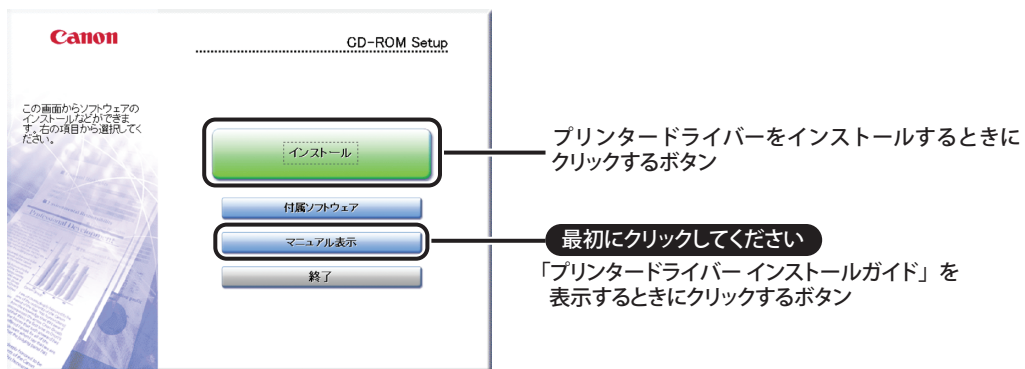 Canon
CD-ROM Setup
この画面からソフトウェアの
インストールなどができま
す。右の項目から選択してく
ださい。
インストール
プリンタードライバーをインストールするときに
クリックするボタン
付属ソフトウェア
マニュアル表示
最初にクリックしてください
「プリンタードライバー インストールガイド」を
表示するときにクリックするボタン
終了